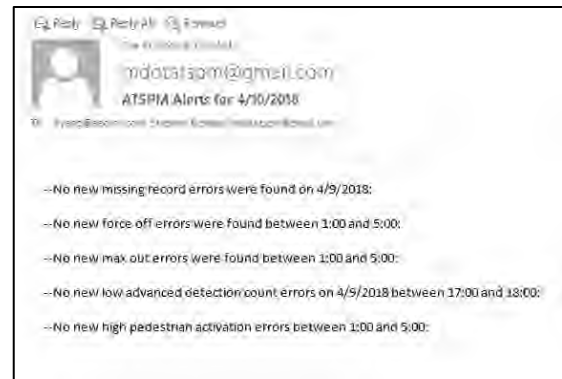 Reply Reply All Forward
mdotatspm@gmail.com
ATSPM Alerts for 4/10/2018
--No new missing record errors were found on 4/9/2018:
--No new force off errors were found between 1:00 and 5:00:
--No new max out errors were found between 1:00 and 5:00:
--No new low advanced detection count errors on 4/9/2018 between 17:00 and 18:00:
--No new high pedestrian activation errors between 1:00 and 5:00: